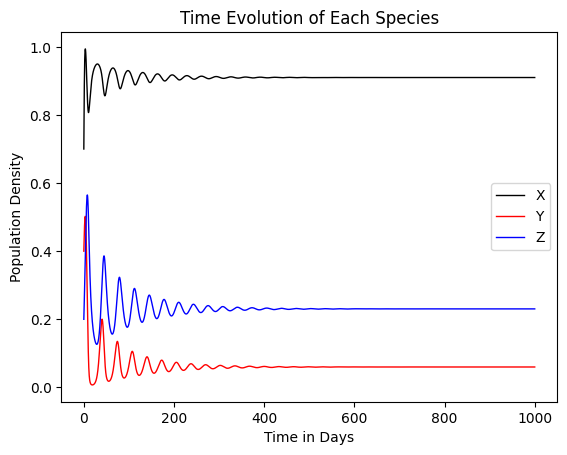 Time Evolution of Each Species
Population Density
1.0
0.8
0.6
0.4
0.2
0.0
X
Y
Z
0 200 400 600 800 1000
Time in Days